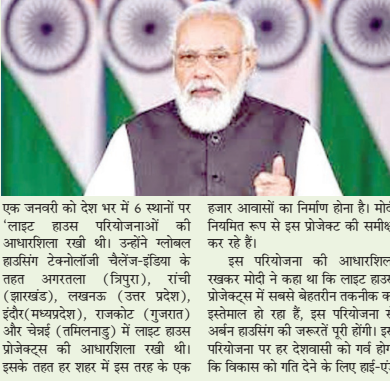 एक जनवरी को देश भर में 6 स्थानों पर
'लाइट हाउस परियोजनाओं की
आधारशिला रखी थी। उन्होंने ग्लोबल
हाउसिंग टेक्नोलॉजी चैलेंज-इंडिया के
तहत अगरतला (त्रिपुरा), रांची
(झारखंड), लखनऊ (उत्तर प्रदेश),
इंदौर(मध्यप्रदेश), राजकोट (गुजरात)
और चेन्नई (तमिलनाडु) में लाइट हाउस
प्रोजेक्ट्स की आधारशिला रखी थी।
इसके तहत हर शहर में इस तरह के एक
हजार आवासों का निर्माण होना है। मोदी
नियमित रूप से इस प्रोजेक्ट की समीक्ष
कर रहे हैं।
इस परियोजना की आधारशिल
रखकर मोदी ने कहा था कि लाइट हाउस
प्रोजेक्ट्स में सबसे बेहतरीन तकनीक क
इस्तेमाल हो रहा हैं, इस परियोजना से
अर्बन हाउसिंग की जरूरतें पूरी होंगी। इस
परियोजना पर हर देशवासी को गर्व होग
कि विकास को गति देने के लिए हाई-एं